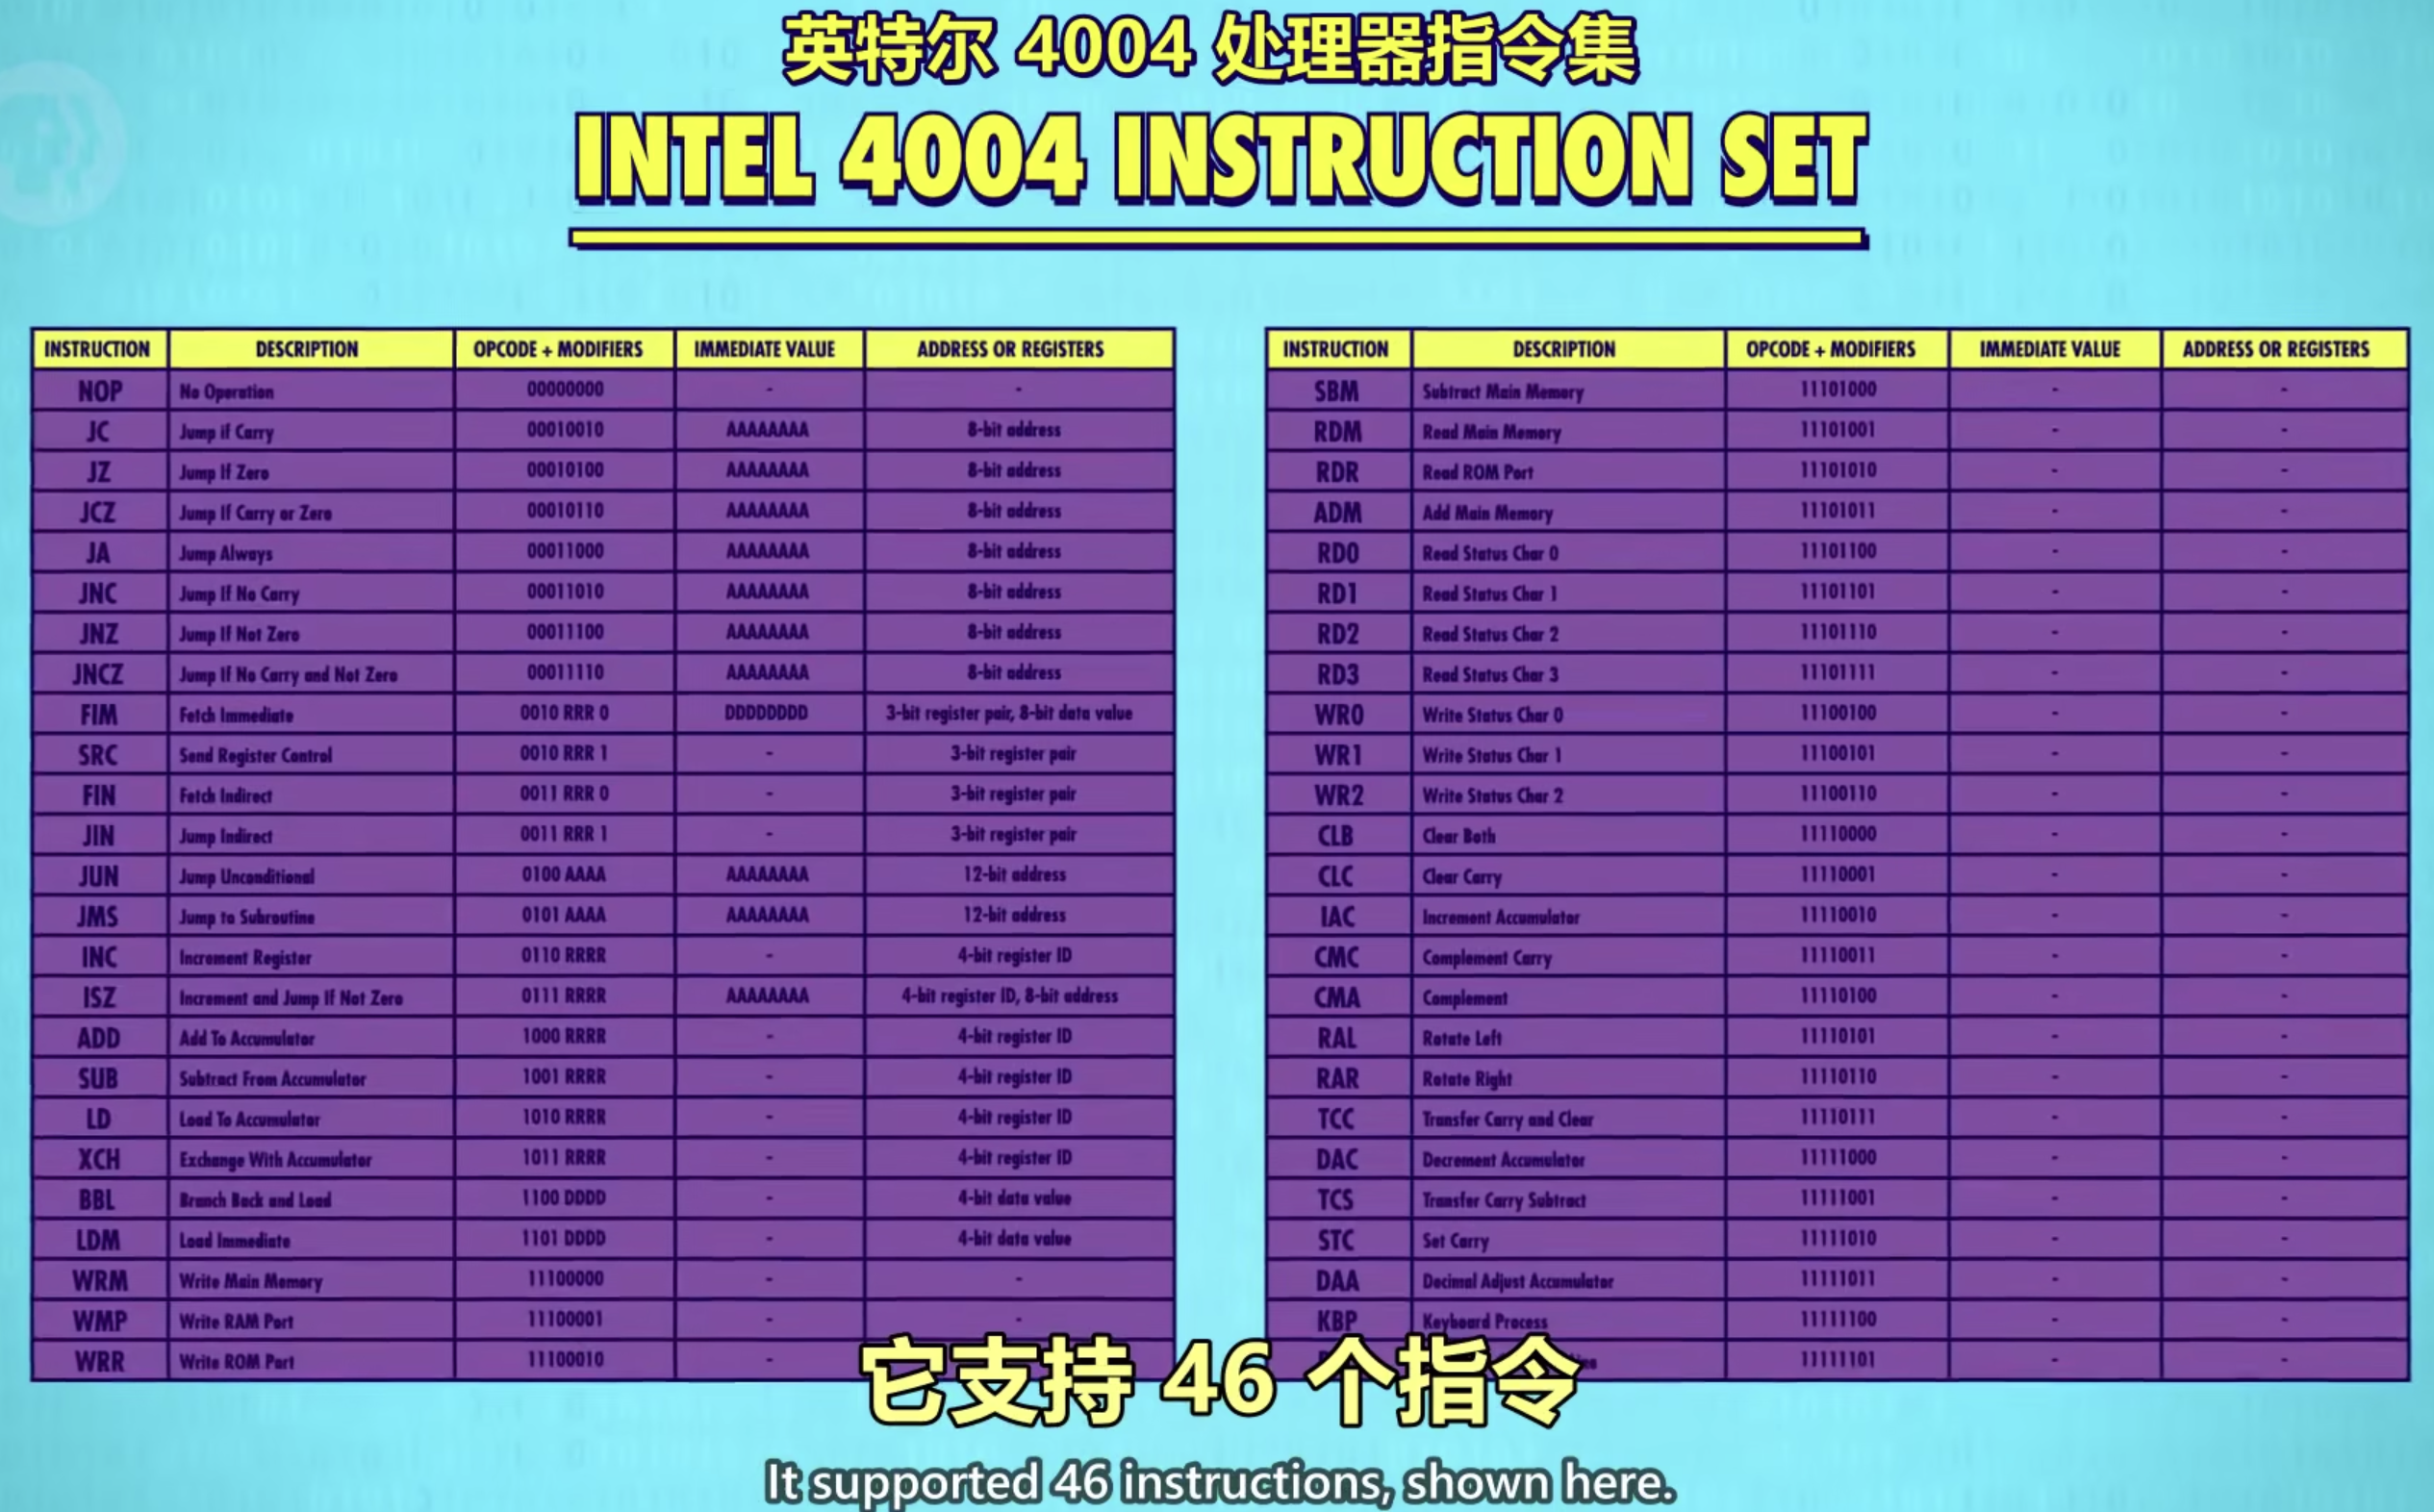 英特尔 4004 处理器指令集
INTEL 4004 INSTRUCTION SET
INSTRUCTION DESCRIPTION OPCODE + MODIFIERS IMMEDIATE VALUE ADDRESS OR REGISTERS
NOP No Operation 00000000 - -
JC Jump if Carry 00010010 AAAAAAAA 8-bit address
JZ Jump If Zero 00010100 AAAAAAAA 8-bit address
JCZ Jump If Carry or Zero 00010110 AAAAAAAA 8-bit address
JA Jump Always 00011000 AAAAAAAA 8-bit address
JNC Jump If No Carry 00011010 AAAAAAAA 8-bit address
JNZ Jump If Not Zero 00011100 AAAAAAAA 8-bit address
JNCZ Jump If No Carry and Not Zero 00011110 AAAAAAAA 8-bit address
FIM Fetch Immediate 0010 RRR 0 DDDDDDDD 3-bit register pair, 8-bit data value
SRC Send Register Control 0010 RRR 1 - 3-bit register pair
FIN Fetch Indirect 0011 RRR 0 - 3-bit register pair
JIN Jump Indirect 0011 RRR 1 - 3-bit register pair
JUN Jump Unconditional 0100 AAAA AAAAAAAA 12-bit address
JMS Jump to Subroutine 0101 AAAA AAAAAAAA 12-bit address
INC Increment Register 0110 RRRR - 4-bit register ID
ISZ Increment and Jump If Not Zero 0111 RRRR AAAAAAAA 4-bit register ID, 8-bit address
ADD Add To Accumulator 1000 RRRR - 4-bit register ID
SUB Subtract From Accumulator 1001 RRRR - 4-bit register ID
LD Load To Accumulator 1010 RRRR - 4-bit register ID
XCH Exchange With Accumulator 1011 RRRR - 4-bit register ID
BBL Branch Back and Load 1100 DDDD - 4-bit data value
LDM Load Immediate 1101 DDDD - 4-bit data value
WRM Write Main Memory 11100000 - -
WMP Write RAM Port 11100001 - -
WRR Write ROM Port 11100010 -
INSTRUCTION DESCRIPTION OPCODE + MODIFIERS IMMEDIATE VALUE ADDRESS OR REGISTERS
SBM Subtract Main Memory 11101000 - -
RDM Read Main Memory 11101001 - -
RDR Read ROM Port 11101010 - -
ADM Add Main Memory 11101011 - -
RD0 Read Status Char 0 11101100 - -
RD1 Read Status Char 1 11101101 - -
RD2 Read Status Char 2 11101110 - -
RD3 Read Status Char 3 11101111 - -
WR0 Write Status Char 0 11100100 - -
WR1 Write Status Char 1 11100101 - -
WR2 Write Status Char 2 11100110 - -
CLB Clear Both 11110000 - -
CLC Clear Carry 11110001 - -
IAC Increment Accumulator 11110010 - -
CMC Complement Carry 11110011 - -
CMA Complement 11110100 - -
RAL Rotate Left 11110101 - -
RAR Rotate Right 11110110 - -
TCC Transfer Carry and Clear 11110111 - -
DAC Decrement Accumulator 11111000 - -
TCS Transfer Carry Subtract 11111001 - -
STC Set Carry 11111010 - -
DAA Decimal Adjust Accumulator 11111011 - -
KBP Keyboard Process 11111100 - -
11111101 - -
它支持 46 个指令
It supported 46 instructions, shown here.